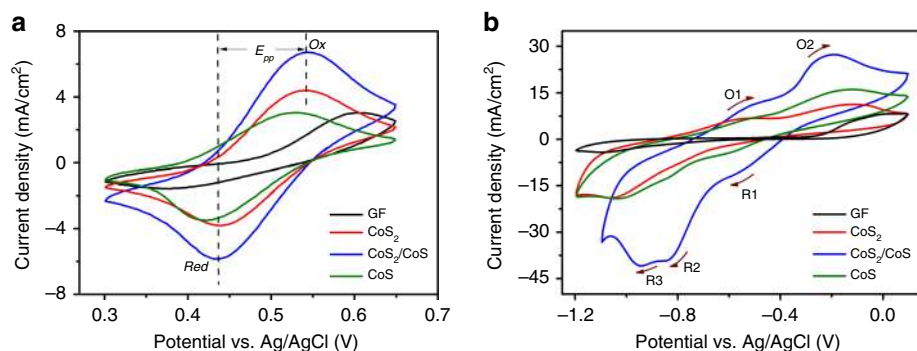 a
Current density (mA/cm²)
8
4
0
−4
−8
Ox
E_pp
Red
GF
CoS₂
CoS₂/CoS
CoS
0.3
0.4
0.5
0.6
0.7
Potential vs. Ag/AgCl (V)
b
Current density (mA/cm²)
30
15
0
−15
−30
−45
O1
O2
R1
R2
R3
GF
CoS₂
CoS₂/CoS
CoS
−1.2
−0.8
−0.4
0.0
Potential vs. Ag/AgCl (V)